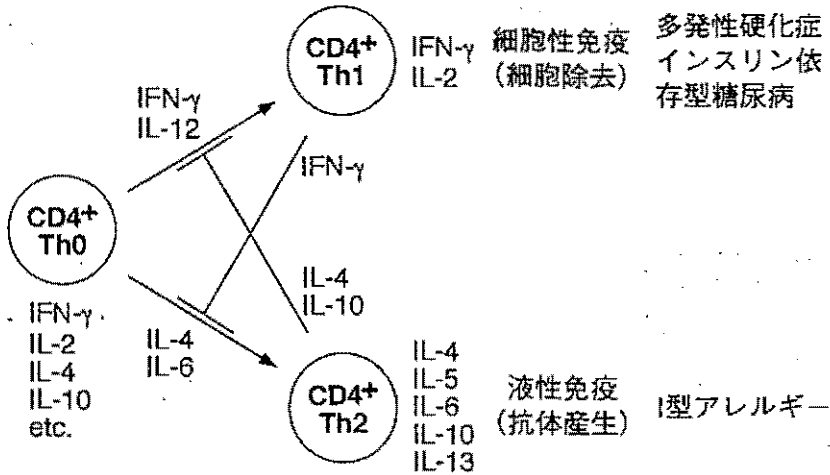 CD4+
Th1
IFN-γ
IL-2
細胞性免疫
(細胞除去)
多発性硬化症
インスリン依
存型糖尿病
IFN-γ
IL-12
IFN-γ
CD4+
Th0
IFN-γ
IL-2
IL-4
IL-10
etc.
IL-4
IL-10
IL-4
IL-6
CD4+
Th2
IL-4
IL-5
IL-6
IL-10
IL-13
液性免疫
(抗体産生)
I型アレルギー